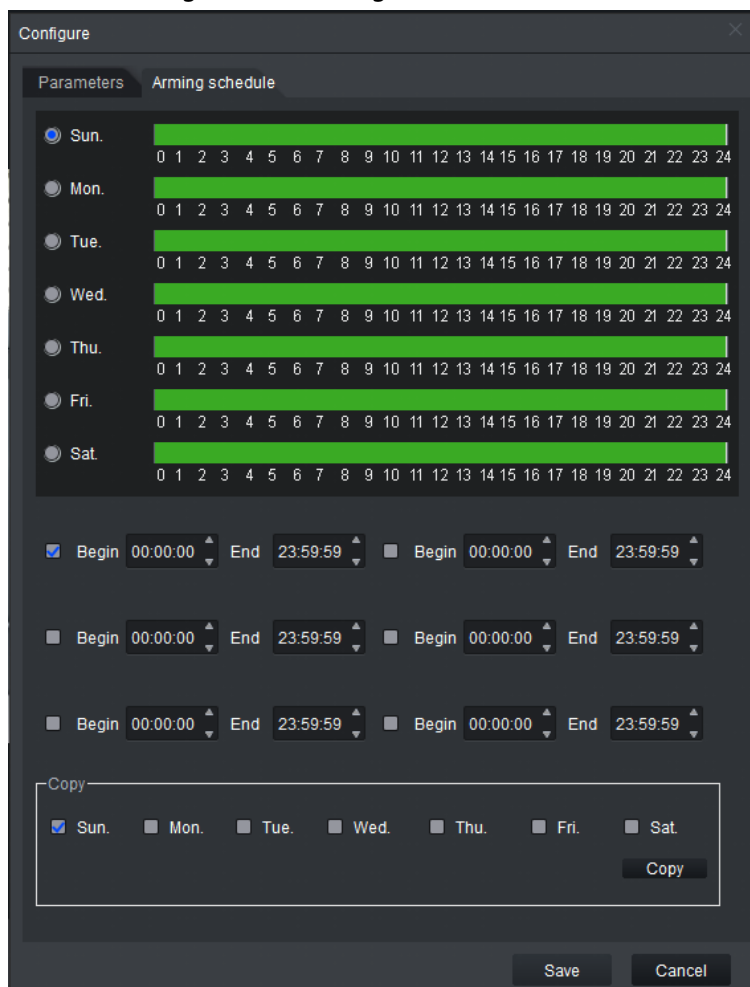 Configure
Parameters Arming schedule
Sun.
0 1 2 3 4 5 6 7 8 9 10 11 12 13 14 15 16 17 18 19 20 21 22 23 24
Mon.
0 1 2 3 4 5 6 7 8 9 10 11 12 13 14 15 16 17 18 19 20 21 22 23 24
Tue.
0 1 2 3 4 5 6 7 8 9 10 11 12 13 14 15 16 17 18 19 20 21 22 23 24
Wed.
0 1 2 3 4 5 6 7 8 9 10 11 12 13 14 15 16 17 18 19 20 21 22 23 24
Thu.
0 1 2 3 4 5 6 7 8 9 10 11 12 13 14 15 16 17 18 19 20 21 22 23 24
Fri.
0 1 2 3 4 5 6 7 8 9 10 11 12 13 14 15 16 17 18 19 20 21 22 23 24
Sat.
0 1 2 3 4 5 6 7 8 9 10 11 12 13 14 15 16 17 18 19 20 21 22 23 24
Begin 00:00:00 End 23:59:59 Begin 00:00:00 End 23:59:59
Begin 00:00:00 End 23:59:59 Begin 00:00:00 End 23:59:59
Begin 00:00:00 End 23:59:59 Begin 00:00:00 End 23:59:59
Copy
Sun. Mon. Tue. Wed. Thu. Fri. Sat.
Copy
Save Cancel